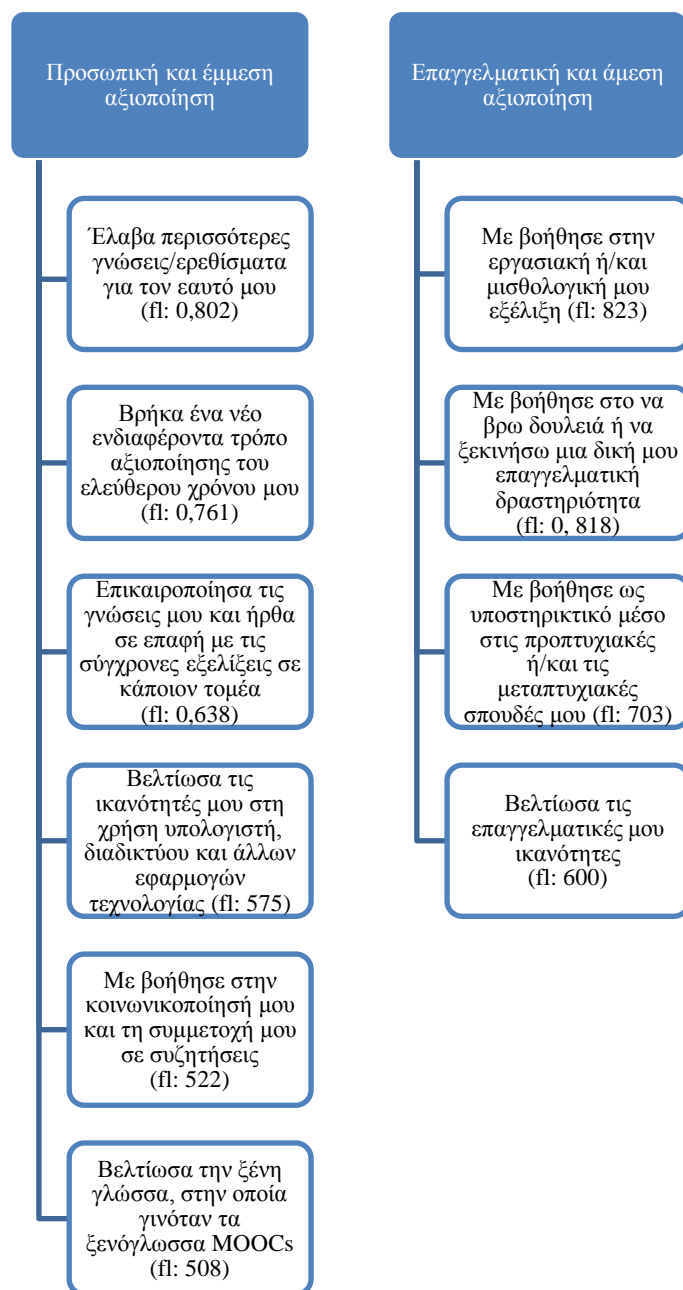 Προσωπική και έμμεση
αξιοποίηση
Έλαβα περισσότερες
γνώσεις/ερεθίσματα
για τον εαυτό μου
(fl: 0,802)
Βρήκα ένα νέο
ενδιαφέροντα τρόπο
αξιοποίησης του
ελεύθερου χρόνου μου
(fl: 0,761)
Επικαιροποίησα τις
γνώσεις μου και ήρθα
σε επαφή με τις
σύγχρονες εξελίξεις σε
κάποιον τομέα
(fl: 0,638)
Βελτίωσα τις
ικανότητές μου στη
χρήση υπολογιστή,
διαδικτύου και άλλων
εφαρμογών
τεχνολογίας (fl: 575)
Με βοήθησε στην
κοινωνικοποίησή μου
και τη συμμετοχή μου
σε συζητήσεις
(fl: 522)
Βελτίωσα την ξένη
γλώσσα, στην οποία
γινόταν τα
ξενόγλωσσα MOOCs
(fl: 508)
Επαγγελματική και άμεση
αξιοποίηση
Με βοήθησε στην
εργασιακή ή/και
μισθολογική μου
εξέλιξη (fl: 823)
Με βοήθησε στο να
βρω δουλειά ή να
ξεκινήσω μια δική μου
επαγγελματική
δραστηριότητα
(fl: 0, 818)
Με βοήθησε ως
υποστηρικτικό μέσο
στις προπτυχιακές
ή/και τις
μεταπτυχιακές
σπουδές μου (fl: 703)
Βελτίωσα τις
επαγγελματικές μου
ικανότητες
(fl: 600)